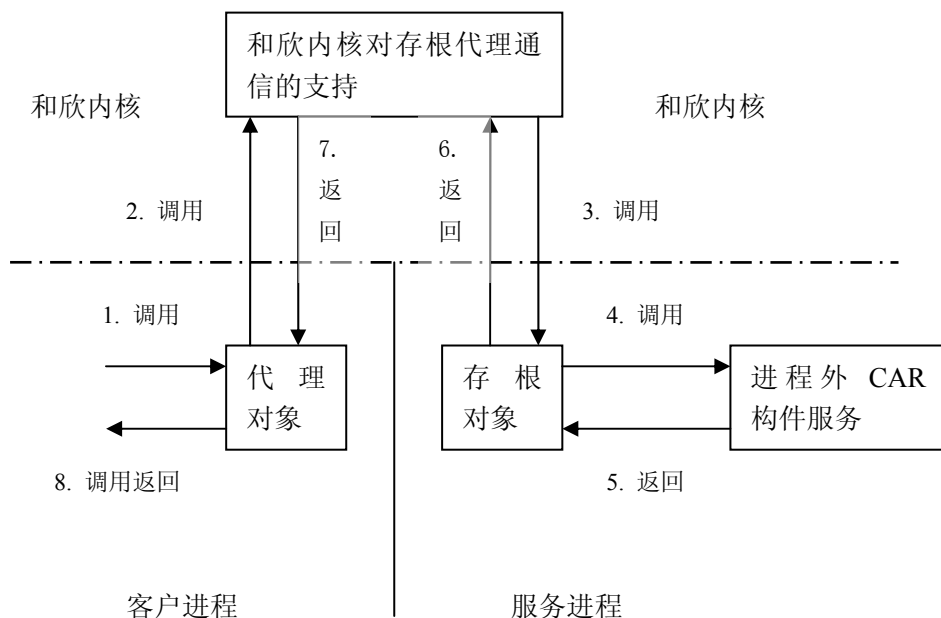 和欣内核对存根代理通
信的支持
和欣内核
和欣内核
7.
返
回
6.
返
回
2. 调用
3. 调用
1. 调用
4. 调用
代 理
对象
存 根
对象
进程外 CAR
构件服务
8. 调用返回
5. 返回
客户进程
服务进程